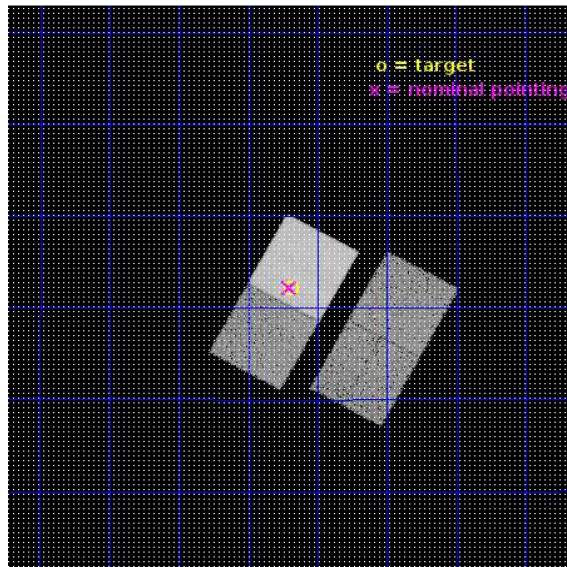 o = target
x = nominal pointing